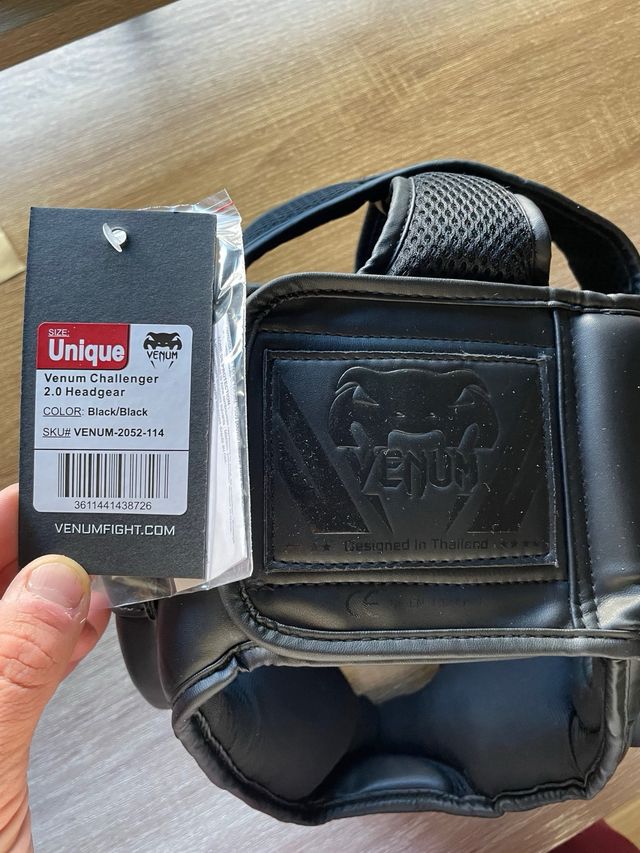 SIZE:
Unique
VENUM
Venum Challenger
2.0 Headgear
COLOR: Black/Black
SKU# VENUM-2052-114
3611441438726
VENUMFIGHT.COM
VENUM
Designed In Thailand
CE